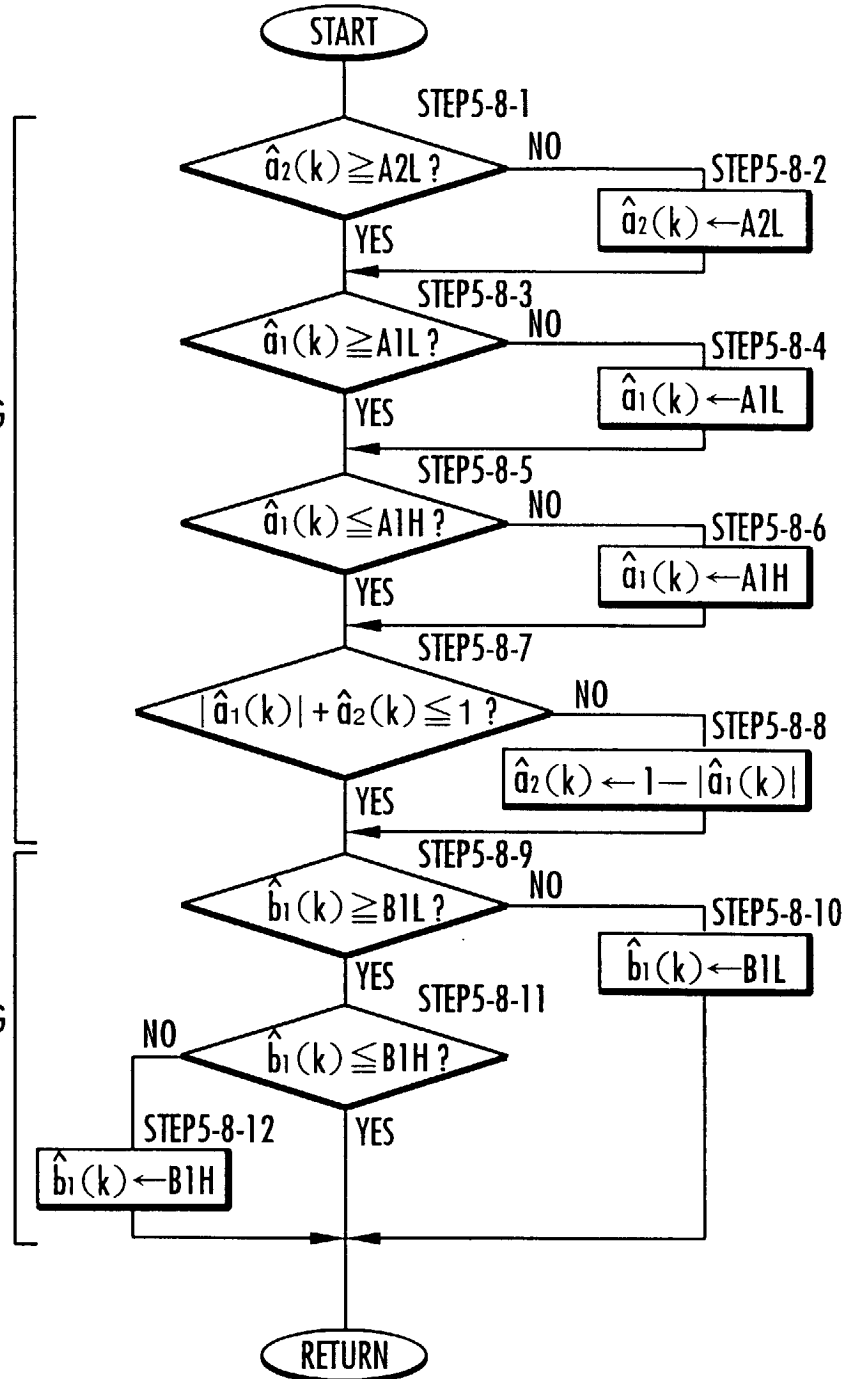 START
STEP5-8-1
â₂(k)≧A2L?
NO
STEP5-8-2
â₂(k)←A2L
YES
STEP5-8-3
â₁(k)≧A1L?
NO
STEP5-8-4
â₁(k)←A1L
YES
STEP5-8-5
â₁(k)≦A1H?
NO
STEP5-8-6
â₁(k)←A1H
YES
STEP5-8-7
|â₁(k)|+â₂(k)≦1?
NO
STEP5-8-8
â₂(k)←1—|â₁(k)|
YES
STEP5-8-9
b̂₁(k)≧B1L?
NO
STEP5-8-10
b̂₁(k)←B1L
YES
STEP5-8-11
b̂₁(k)≦B1H?
NO
STEP5-8-12
b̂₁(k)←B1H
YES
RETURN